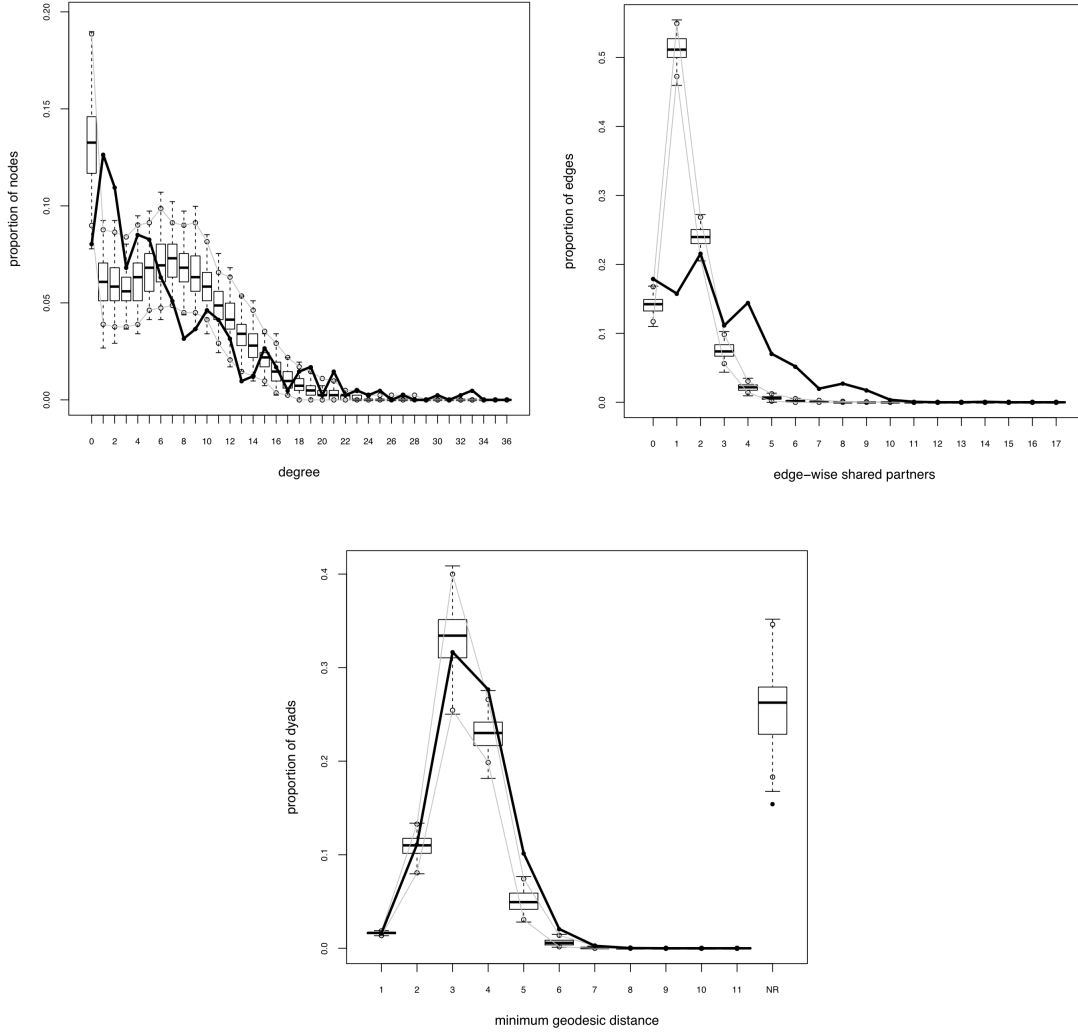 0.20
0.15
0.10
0.05
0.00
proportion of nodes
0 2 4 6 8 10 12 14 16 18 20 22 24 26 28 30 32 34 36
degree
0.5
0.4
0.3
0.2
0.1
0.0
proportion of edges
0 1 2 3 4 5 6 7 8 9 10 11 12 13 14 15 16 17
edge-wise shared partners
0.4
0.3
0.2
0.1
0.0
proportion of dyads
1 2 3 4 5 6 7 8 9 10 11 NR
minimum geodesic distance